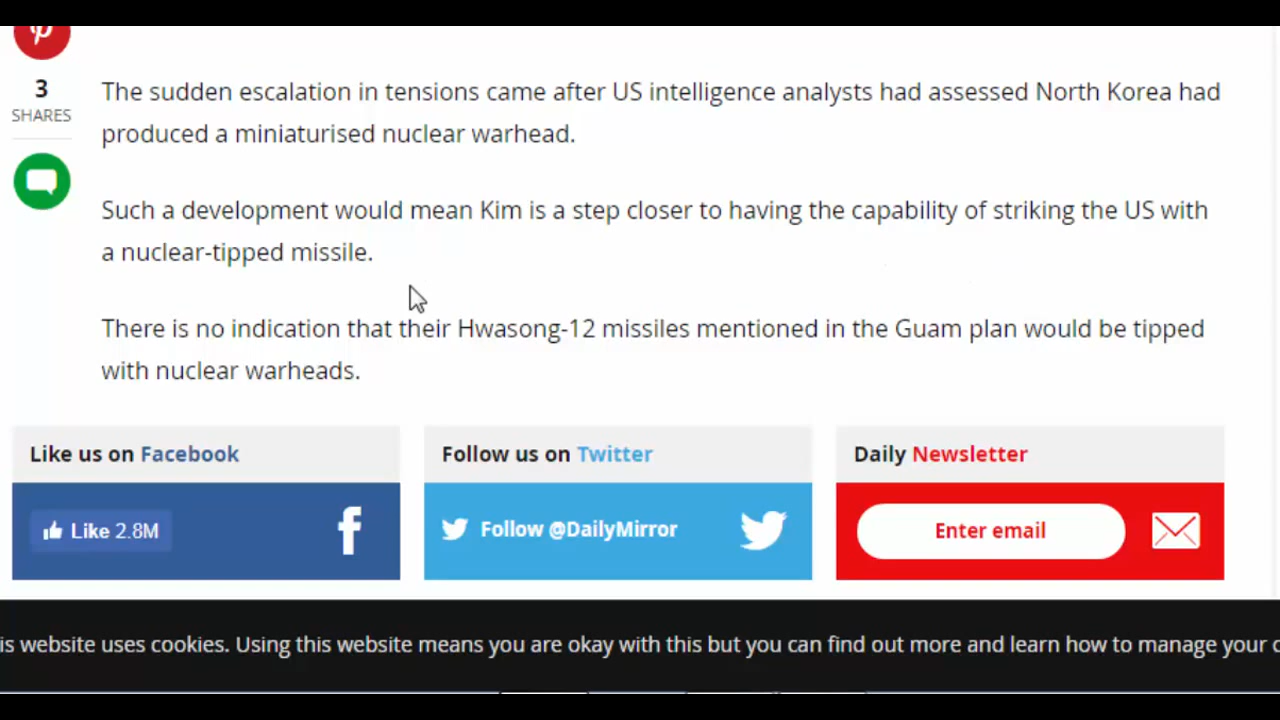 3
SHARES
The sudden escalation in tensions came after US intelligence analysts had assessed North Korea had
produced a miniaturised nuclear warhead.
Such a development would mean Kim is a step closer to having the capability of striking the US with
a nuclear-tipped missile.
There is no indication that their Hwasong-12 missiles mentioned in the Guam plan would be tipped
with nuclear warheads.
Like us on Facebook
Follow us on Twitter
Daily Newsletter
Like 2.8M
Follow @DailyMirror
Enter email
is website uses cookies. Using this website means you are okay with this but you can find out more and learn how to manage your c